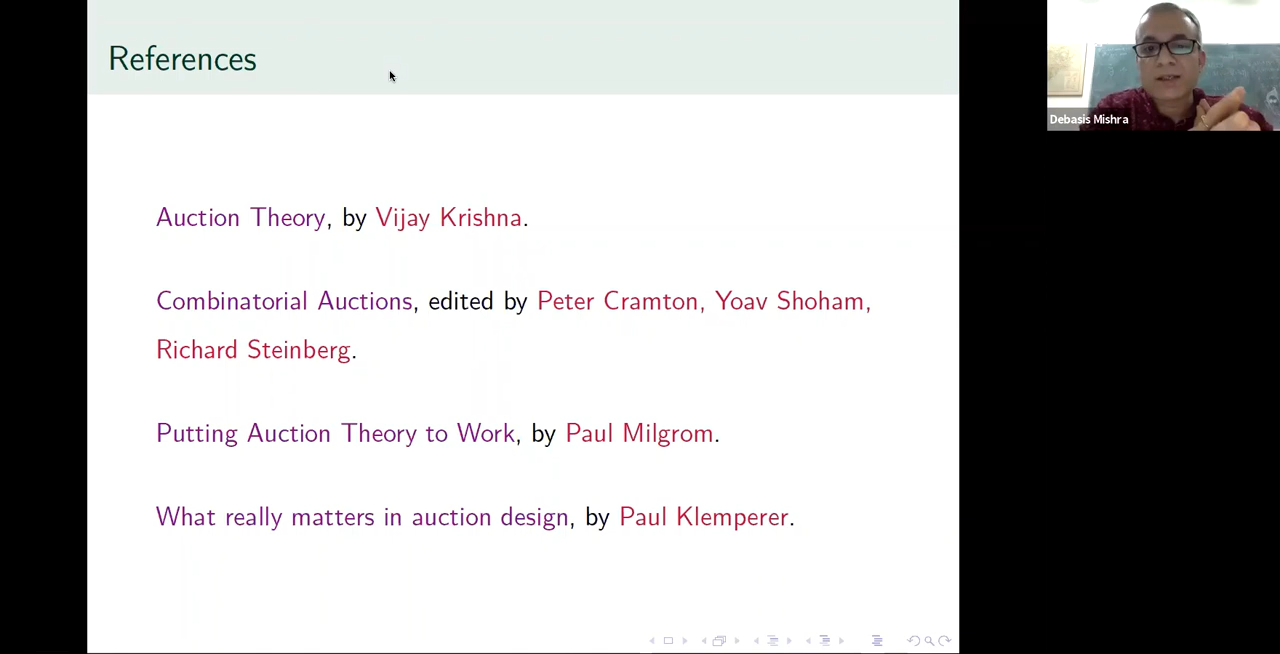 References
Debasis Mishra
Auction Theory, by Vijay Krishna.
Combinatorial Auctions, edited by Peter Cramton, Yoav Shoham,
Richard Steinberg.
Putting Auction Theory to Work, by Paul Milgrom.
What really matters in auction design, by Paul Klemperer.